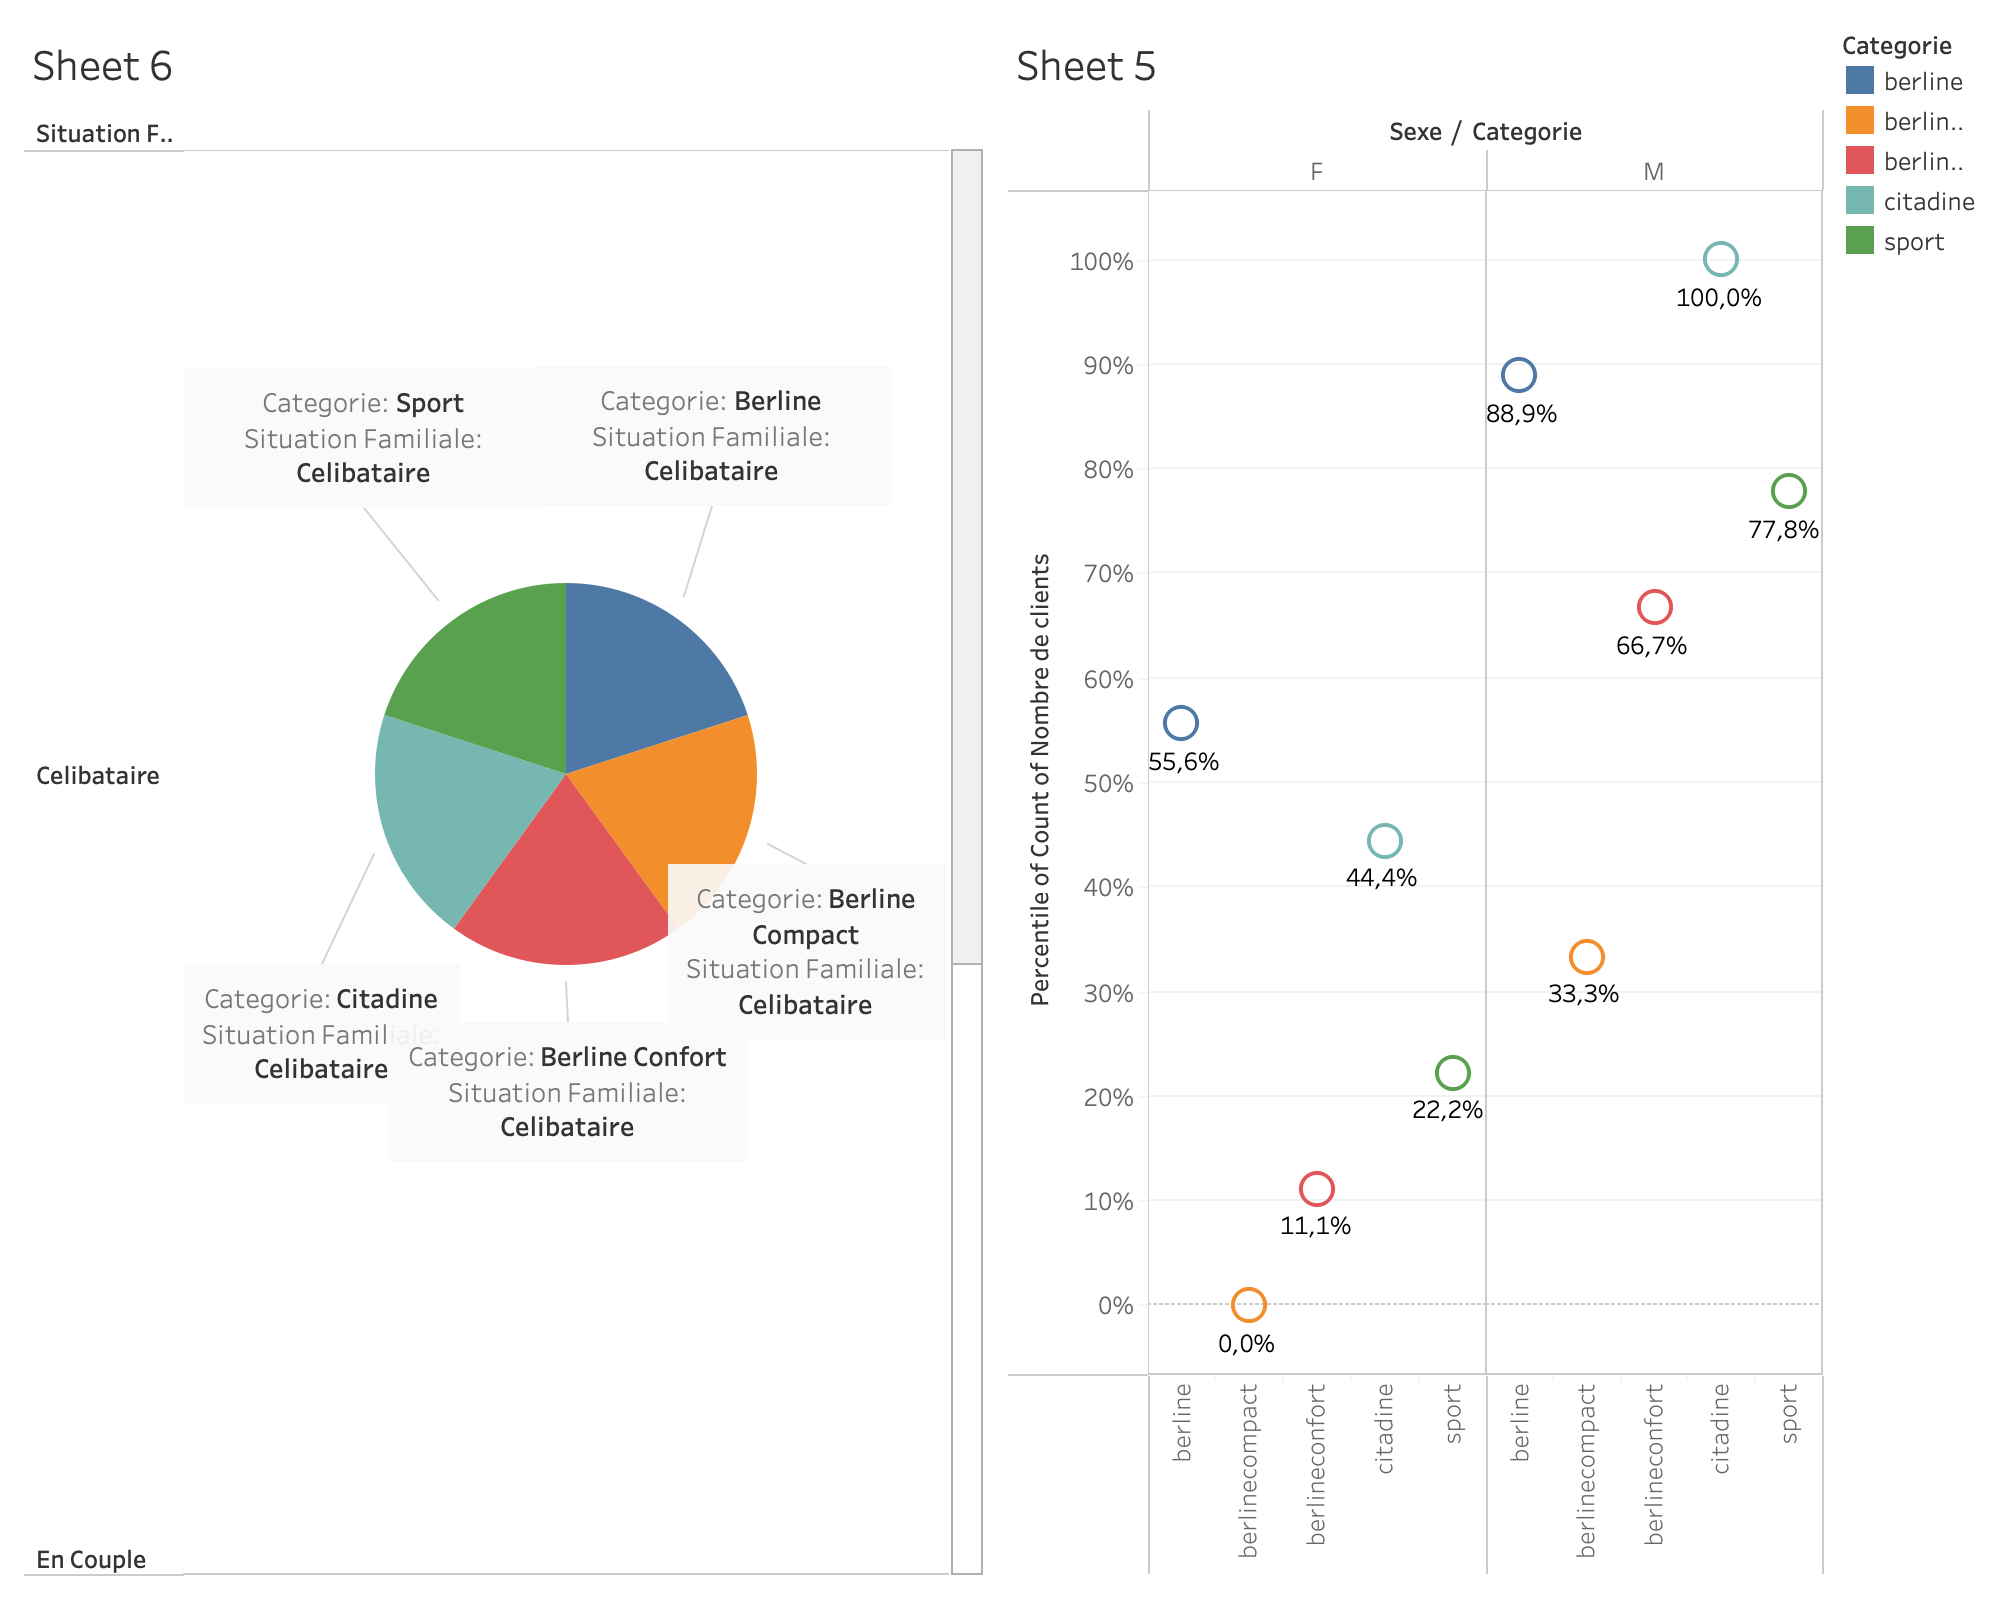 Sheet 6
Situation F..
Categorie: Sport
Situation Familiale:
Celibataire
Categorie: Berline
Situation Familiale:
Celibataire
Celibataire
Categorie: Berline
Compact
Situation Familiale:
Celibataire
Categorie: Citadine
Situation Familiale:
Celibataire
Categorie: Berline Confort
Situation Familiale:
Celibataire
En Couple
Sheet 5
Sexe / Categorie
F
M
Percentile of Count of Nombre de clients
100%
90%
80%
70%
60%
50%
40%
30%
20%
10%
0%
100,0%
88,9%
77,8%
66,7%
55,6%
44,4%
33,3%
22,2%
11,1%
0,0%
berline
berlinecompact
berlineconfort
citadine
sport
berline
berlinecompact
berlineconfort
citadine
sport
Categorie
berline
berlin..
berlin..
citadine
sport